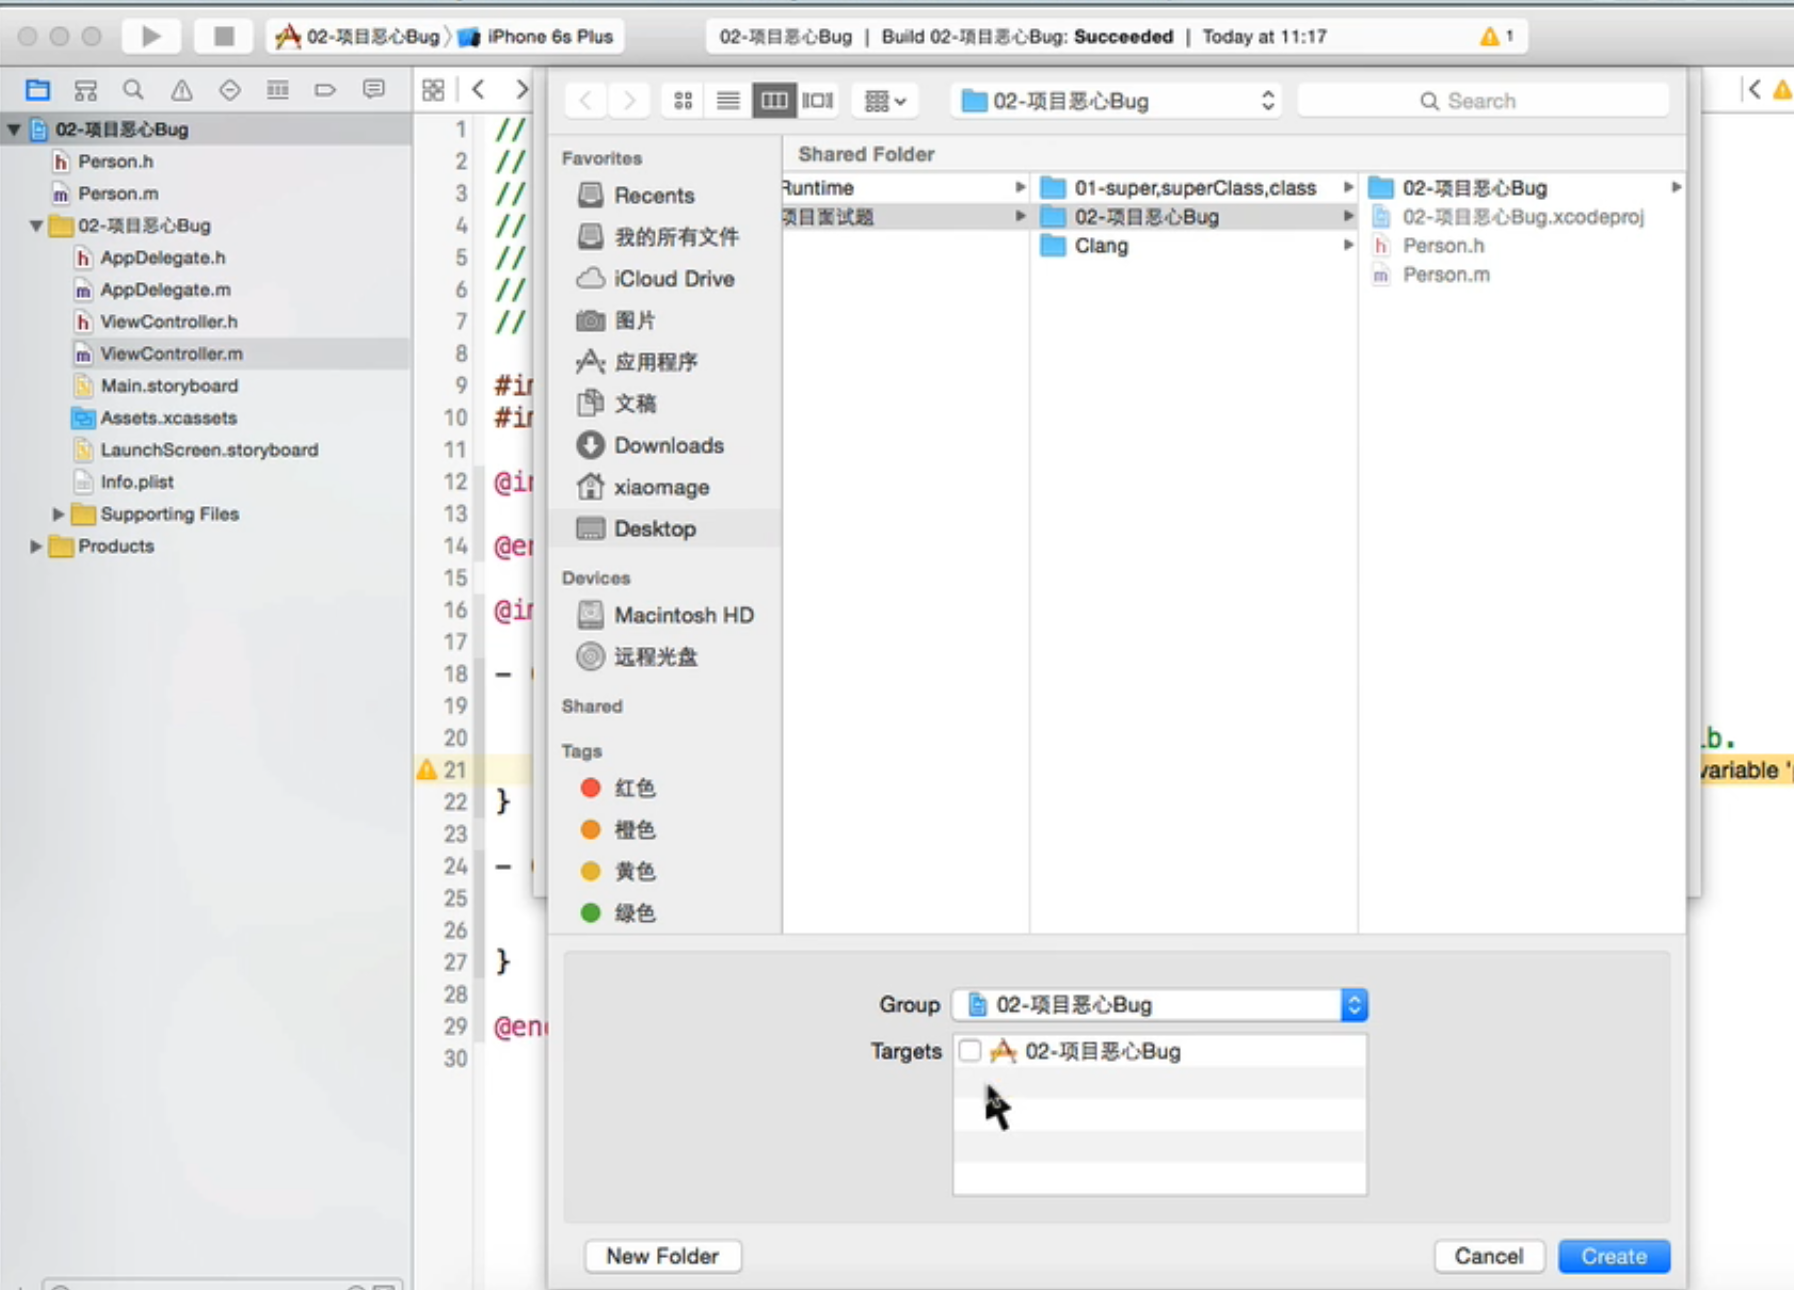 02-项目恶心Bug 〉 iPhone 6s Plus
02-项目恶心Bug | Build 02-项目恶心Bug: Succeeded | Today at 11:17
1
02-项目恶心Bug
Person.h
Person.m
02-项目恶心Bug
AppDelegate.h
AppDelegate.m
ViewController.h
ViewController.m
Main.storyboard
Assets.xcassets
LaunchScreen.storyboard
Info.plist
Supporting Files
Products
1 //
2 //
3 //
4 //
5 //
6 //
7 //
8
9
10
11
12
13
14
15
16
17
18 -
19
20
21
22 }
23
24 -
25
26
27 }
28
29
30
variable
02-项目恶心Bug
Search
Favorites
Recents
我的所有文件
iCloud Drive
图片
应用程序
文稿
Downloads
xiaomage
Desktop
Devices
Macintosh HD
远程光盘
Shared
Tags
红色
橙色
黄色
绿色
Shared Folder
Runtime
项目面试题
01-super,superClass,class
02-项目恶心Bug
Clang
02-项目恶心Bug
02-项目恶心Bug.xcodeproj
Person.h
Person.m
Group 02-项目恶心Bug
Targets 02-项目恶心Bug
New Folder
Cancel
Create